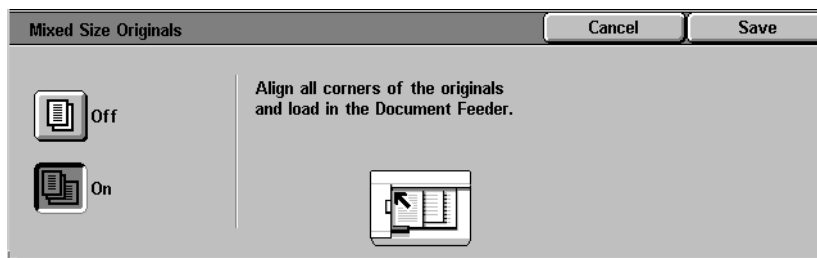 Mixed Size Originals
Cancel
Save
Off
On
Align all corners of the originals
and load in the Document Feeder.